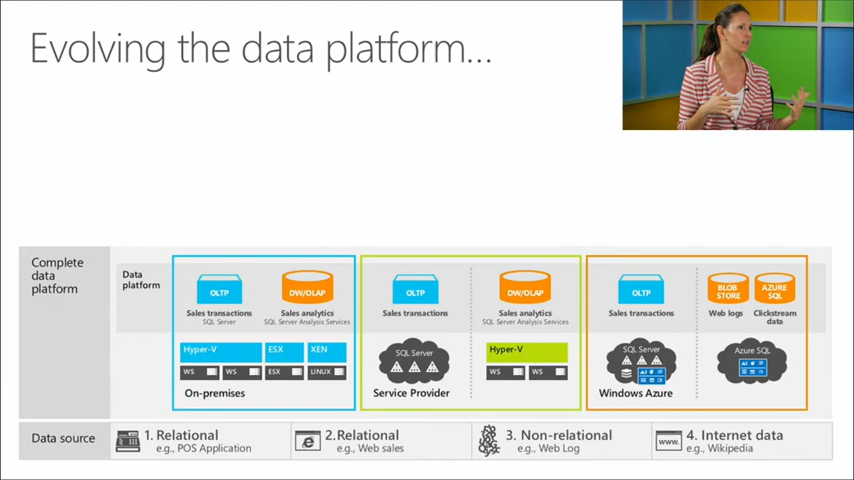 Evolving the data platform...
Complete
data
platform
Data
platform
OLTP
Sales transactions
SQL Server
DW/OLAP
Sales analytics
SQL Server Analysis Services
OLTP
Sales transactions
DW/OLAP
Sales analytics
SQL Server Analysis Services
OLTP
Sales transactions
BLOB
STORE
Web logs
AZURE
SQL
Clickstream
data
Hyper-V
ESX
XEN
WS
WS
ESX
LINUX
On-premises
SQL Server
Service Provider
Hyper-V
WS
WS
SQL Server
Windows Azure
Azure SQL
Data source
1. Relational
e.g., POS Application
2.Relational
e.g., Web sales
3. Non-relational
e.g., Web Log
www.
4. Internet data
e.g., Wikipedia